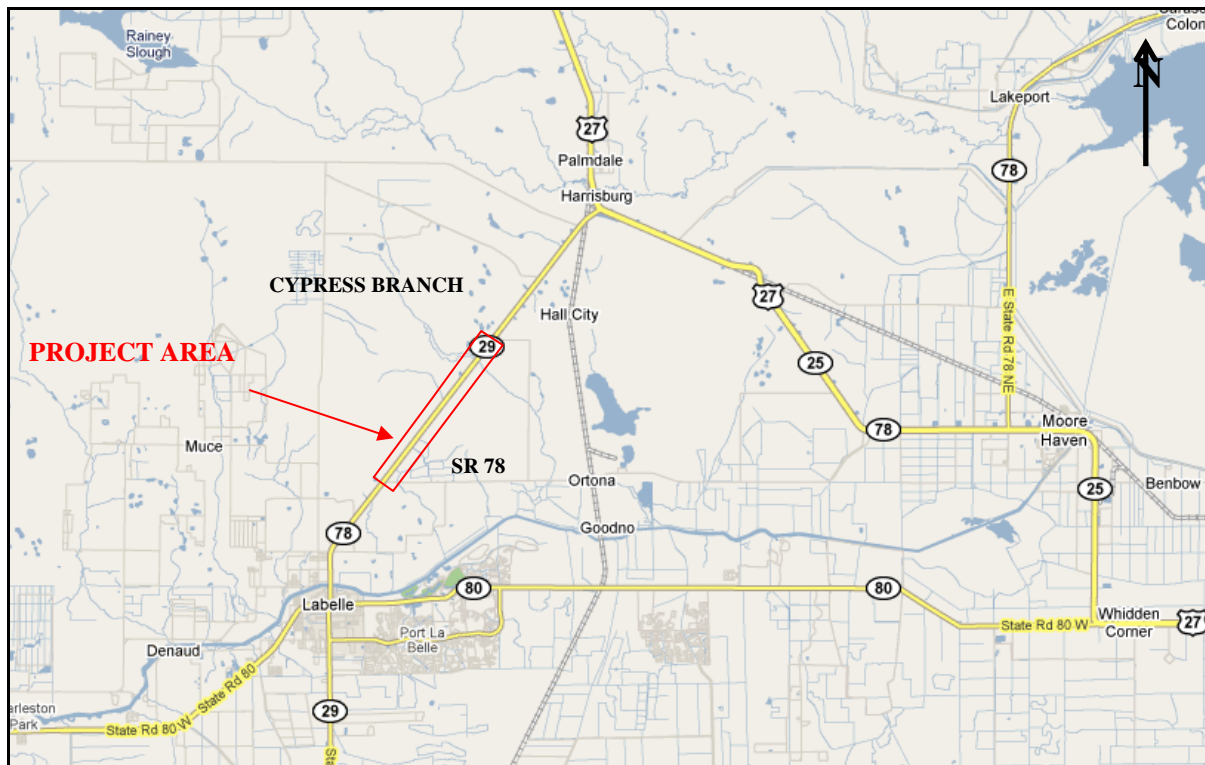 Rainey
Slough
Colon
N
Lakeport
27
Palmdale
78
Harrisburg
CYPRESS BRANCH
27
Hall City
E State Rd 78 NE
29
PROJECT AREA
25
Moore
Haven
78
Muce
SR 78
Ortona
25
Benbow
Goodno
78
80
80
Labelle
Whidden
Corner
27
State Rd 80 W
Port La
Belle
Denaud
State Rd 80
29
Park
State Rd 80 W